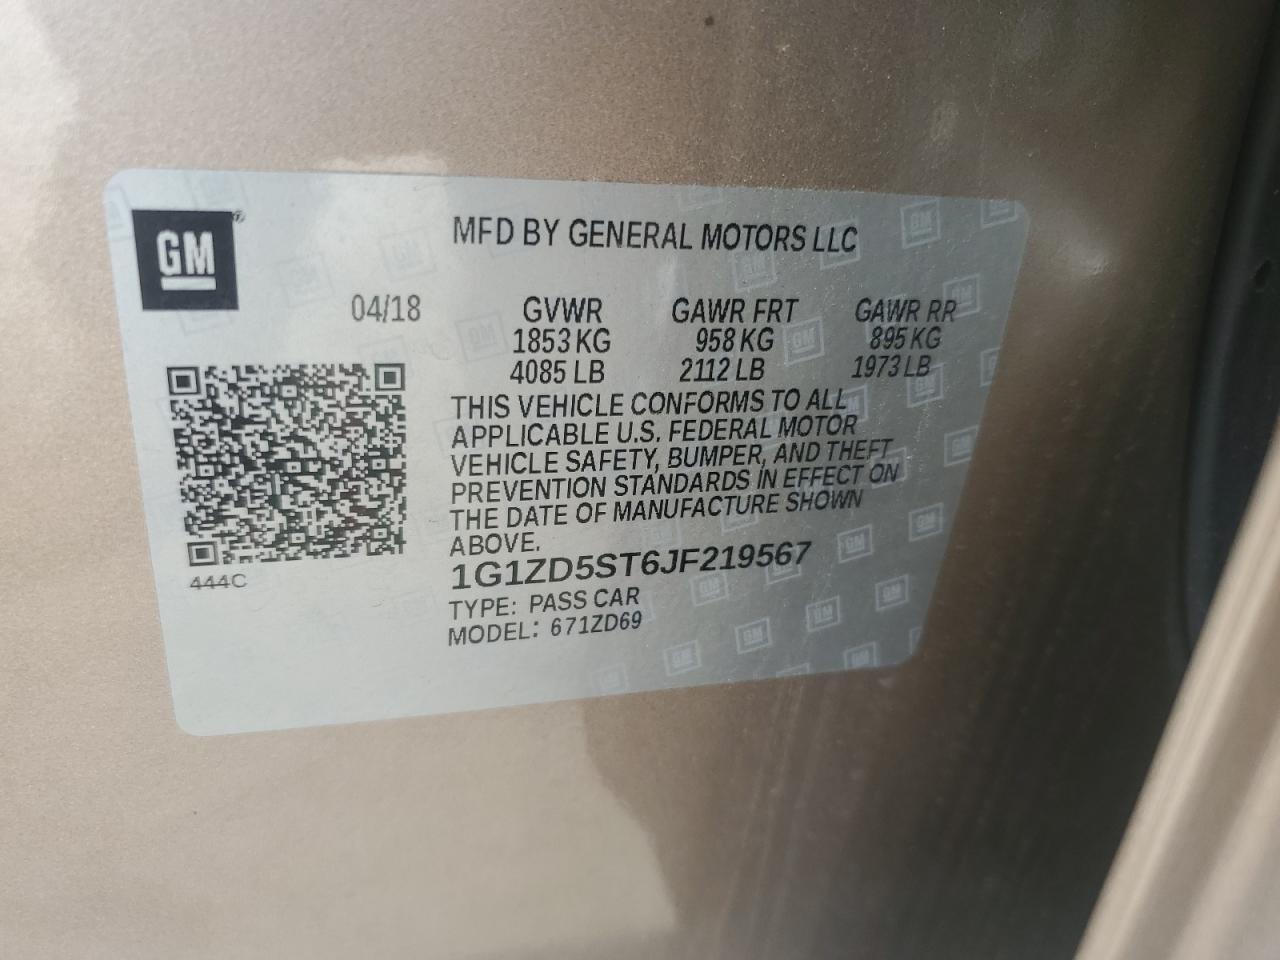 GM
MFD BY GENERAL MOTORS LLC
04/18 GVWR GAWR FRT GAWR RR
1853 KG 958 KG 895 KG
4085 LB 2112 LB 1973 LB
THIS VEHICLE CONFORMS TO ALL
APPLICABLE U.S. FEDERAL MOTOR
VEHICLE SAFETY, BUMPER, AND THEFT
PREVENTION STANDARDS IN EFFECT ON
THE DATE OF MANUFACTURE SHOWN
ABOVE.
444C
1G1ZD5ST6JF219567
TYPE: PASS CAR
MODEL: 671ZD69